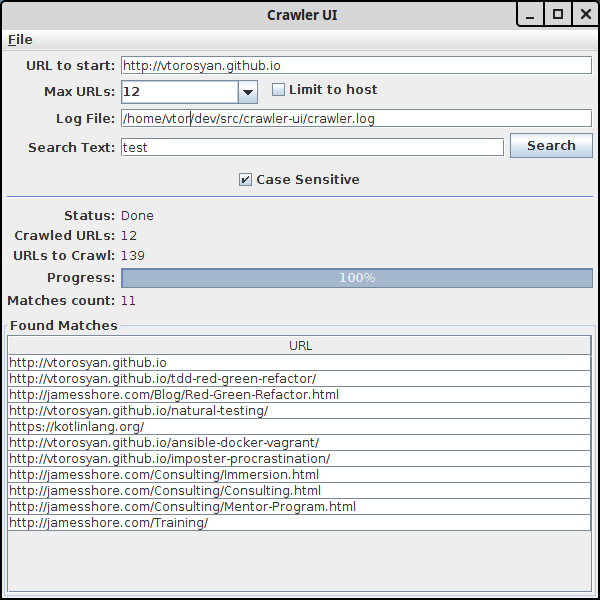 Crawler UI
File
URL to start: http://vtorosyan.github.io
Max URLs: 12 Limit to host
Log File: /home/vtor/dev/src/crawler-ui/crawler.log
Search Text: test Search
Case Sensitive
Status: Done
Crawled URLs: 12
URLs to Crawl: 139
Progress: 100%
Matches count: 11
Found Matches
URL
http://vtorosyan.github.io
http://vtorosyan.github.io/tdd-red-green-refactor/
http://jamesshore.com/Blog/Red-Green-Refactor.html
http://vtorosyan.github.io/natural-testing/
https://kotlinlang.org/
http://vtorosyan.github.io/ansible-docker-vagrant/
http://vtorosyan.github.io/imposter-procrastination/
http://jamesshore.com/Consulting/Immersion.html
http://jamesshore.com/Consulting/Consulting.html
http://jamesshore.com/Consulting/Mentor-Program.html
http://jamesshore.com/Training/